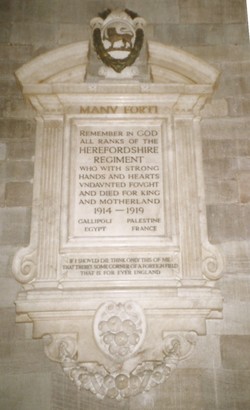 MANV FORTI
REMEMBER IN GOD
ALL RANKS OF THE
HEREFORDSHIRE
REGIMENT
WHO WITH STRONG
HANDS AND HEARTS
VNDAVNTED FOVGHT
AND DIED FOR KING
AND MOTHERLAND
1914 — 1919
GALLIPOLI PALESTINE
EGYPT FRANCE
IF I SHOULD DIE THINK ONLY THIS OF ME
THAT THERE'S SOME CORNER OF A FOREIGN FIELD
THAT IS FOR EVER ENGLAND